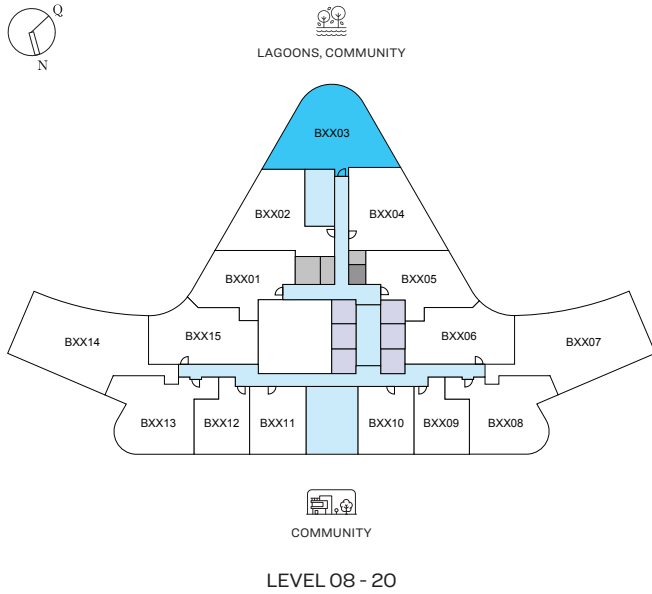 Q
N
LAGOONS, COMMUNITY
BXX03
BXX02
BXX04
BXX01
BXX05
BXX14
BXX15
BXX06
BXX07
BXX13
BXX12
BXX11
BXX10
BXX09
BXX08
COMMUNITY
LEVEL 08 - 20